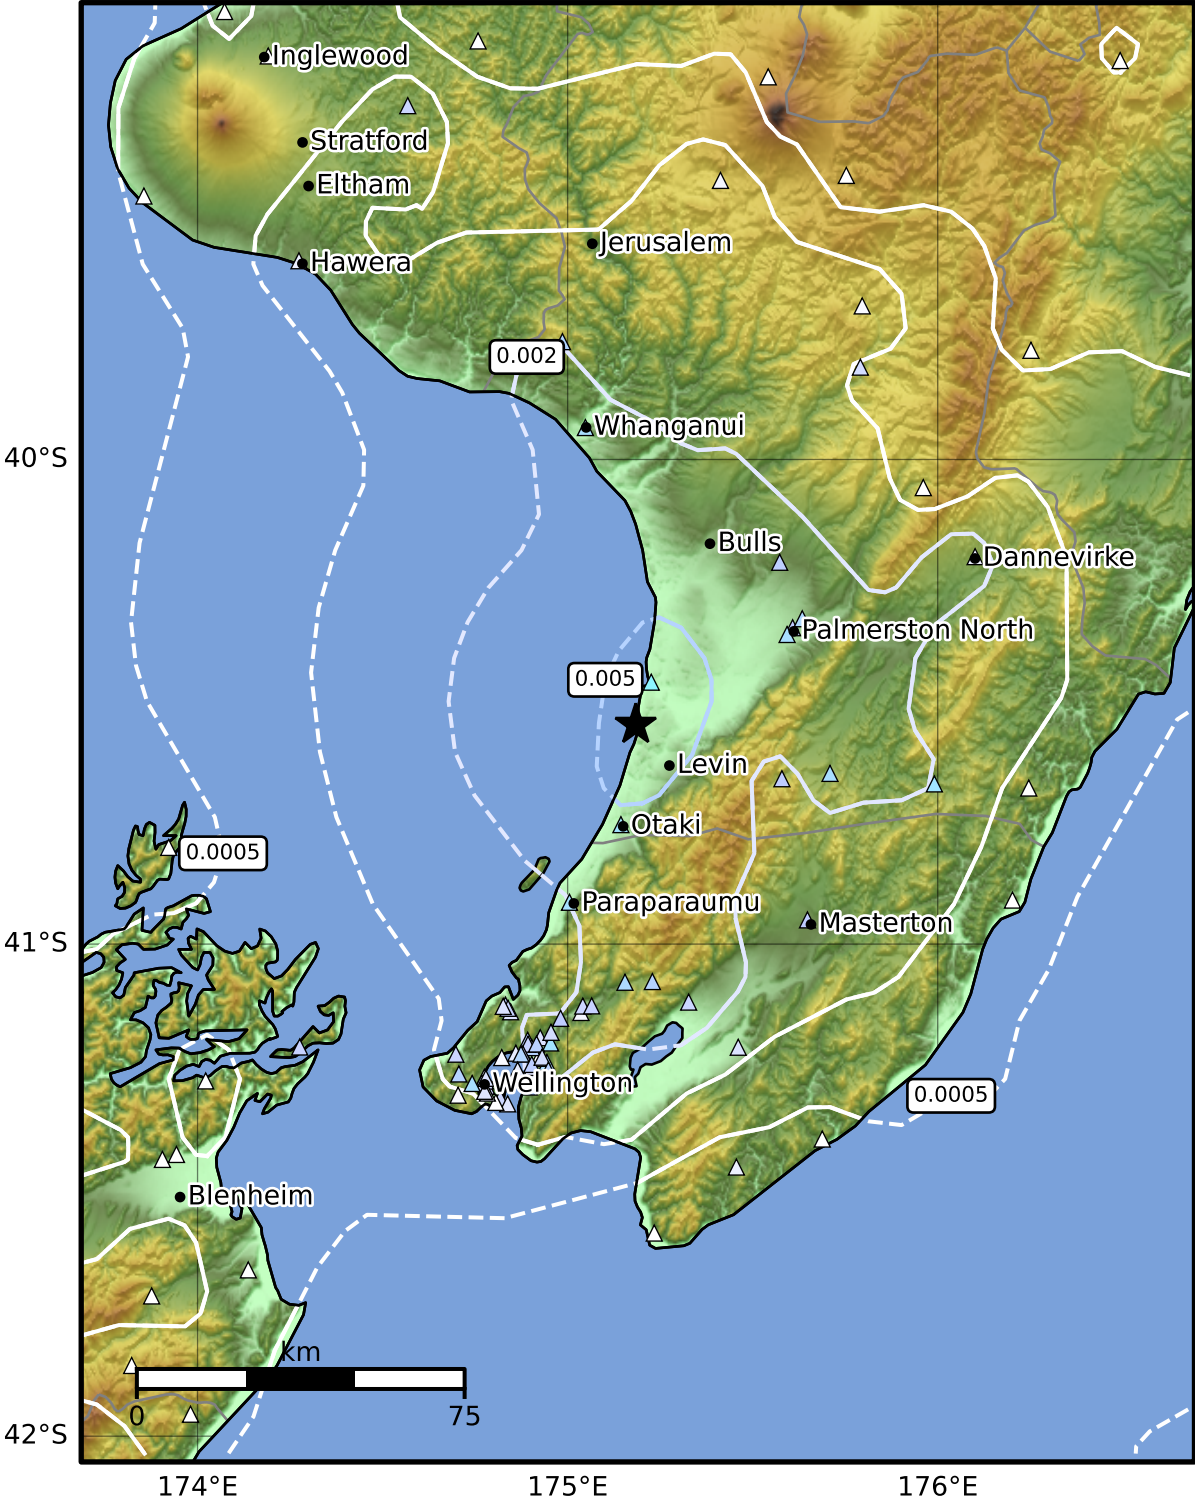 Inglewood
Stratford
Eltham
Jerusalem
Hawera
0.002
Whanganui
40°S
Bulls
Dannevirke
Palmerston North
0.005
Levin
Otaki
0.0005
Paraparaumu
Masterton
41°S
Wellington
0.0005
Blenheim
km
0
75
42°S
174°E
175°E
176°E